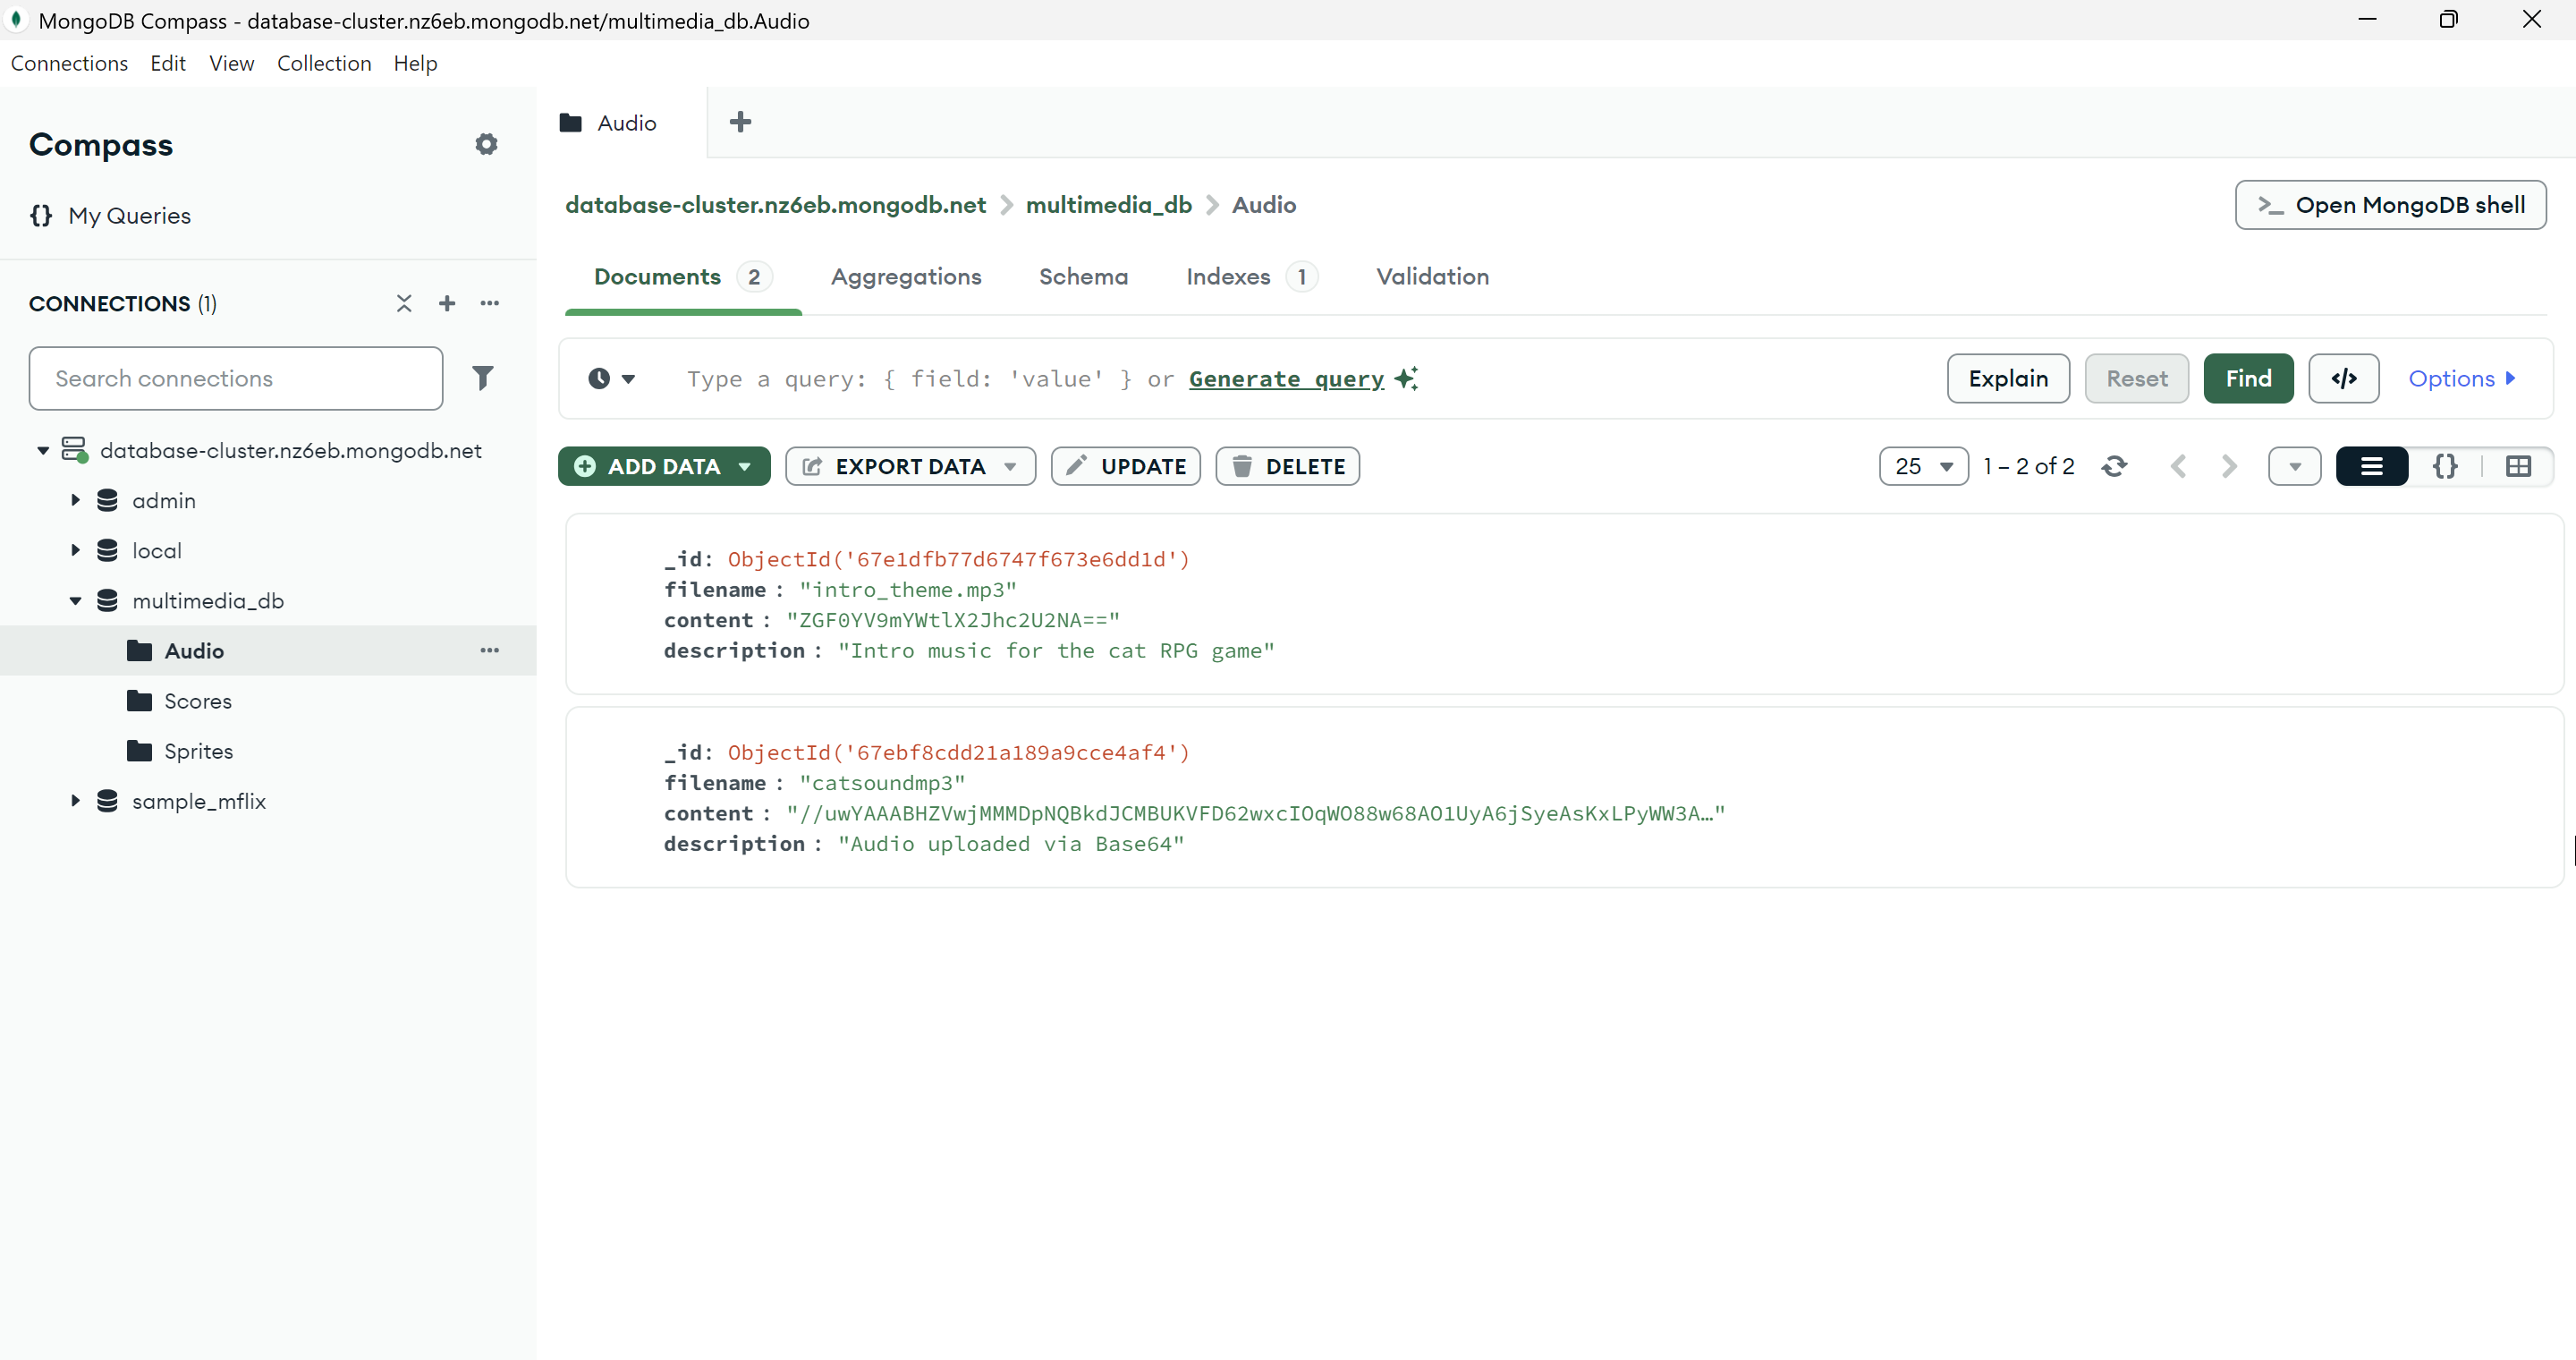 MongoDB Compass - database-cluster.nz6eb.mongodb.net/multimedia_db.Audio
Connections Edit View Collection Help
Compass
{} My Queries
CONNECTIONS (1)
Search connections
database-cluster.nz6eb.mongodb.net
admin
local
multimedia_db
Audio
Scores
Sprites
sample_mflix
Audio
database-cluster.nz6eb.mongodb.net > multimedia_db > Audio
>_ Open MongoDB shell
Documents 2 Aggregations Schema Indexes 1 Validation
Type a query: { field: 'value' } or Generate query
Explain Reset Find </> Options
ADD DATA EXPORT DATA UPDATE DELETE
25 1 – 2 of 2 {}
_id: ObjectId('67e1dfb77d6747f673e6dd1d')
filename : "intro_theme.mp3"
content : "ZGF0YV9mYWtlX2Jhc2U2NA=="
description : "Intro music for the cat RPG game"
_id: ObjectId('67ebf8cdd21a189a9cce4af4')
filename : "catsoundmp3"
content : "//uwYAAABHZVwjMMMDpNQBkdJCMBUKVFD62wxcIOqWO88w68AO1UyA6jSyeAsKxLPyWW3A…"
description : "Audio uploaded via Base64"